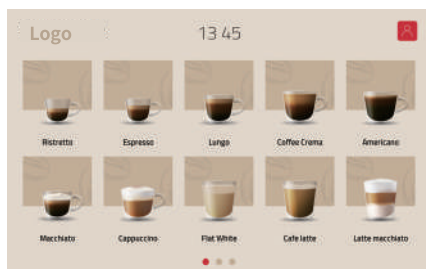 Logo
13 45
Ristretto
Espresso
Lungo
Coffee Crema
Americano
Macchiato
Cappuccino
Flat White
Cafe latte
Latte macchiato